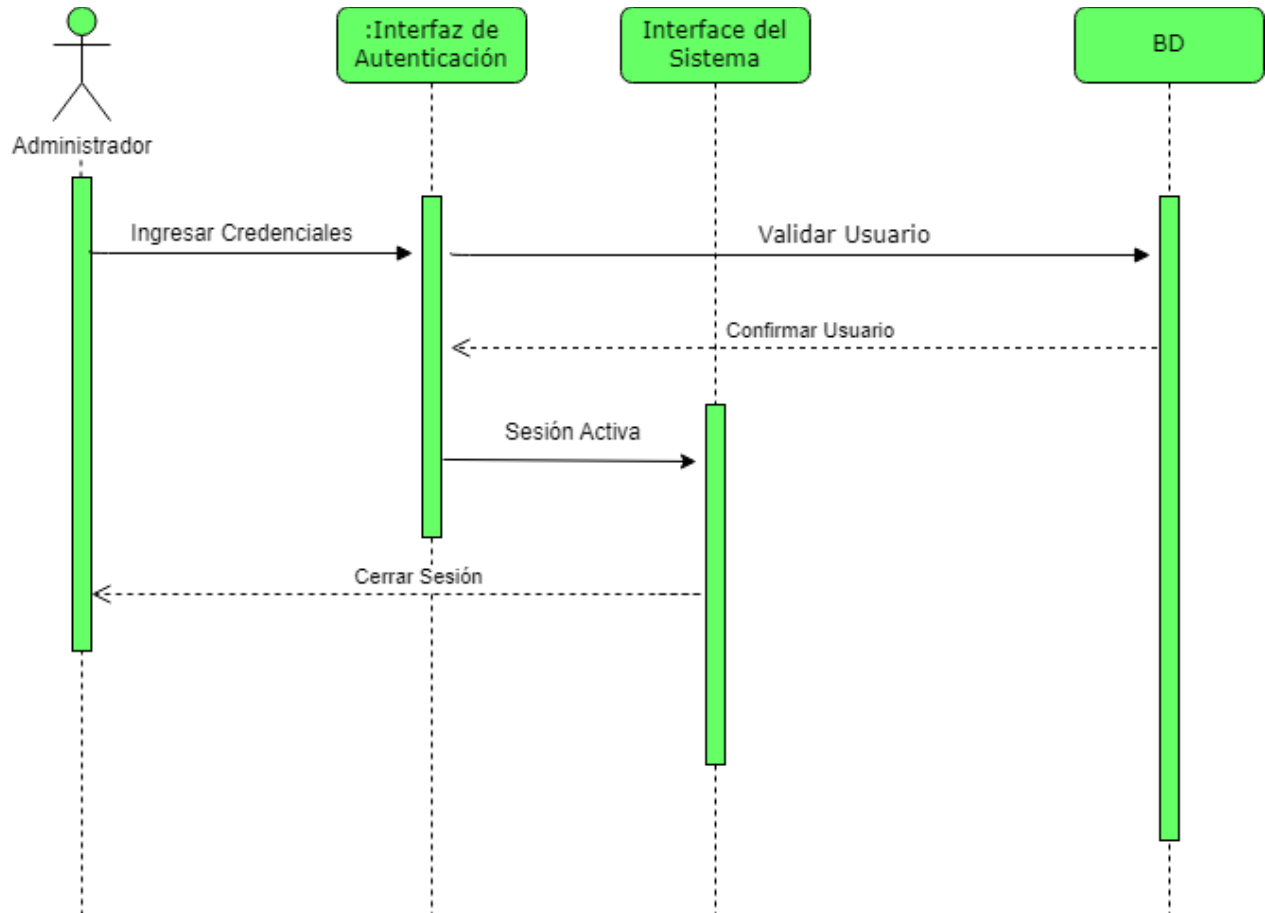 :Interfaz de
Autenticación
Interface del
Sistema
BD
Administrador
Ingresar Credenciales
Validar Usuario
Confirmar Usuario
Sesión Activa
Cerrar Sesión